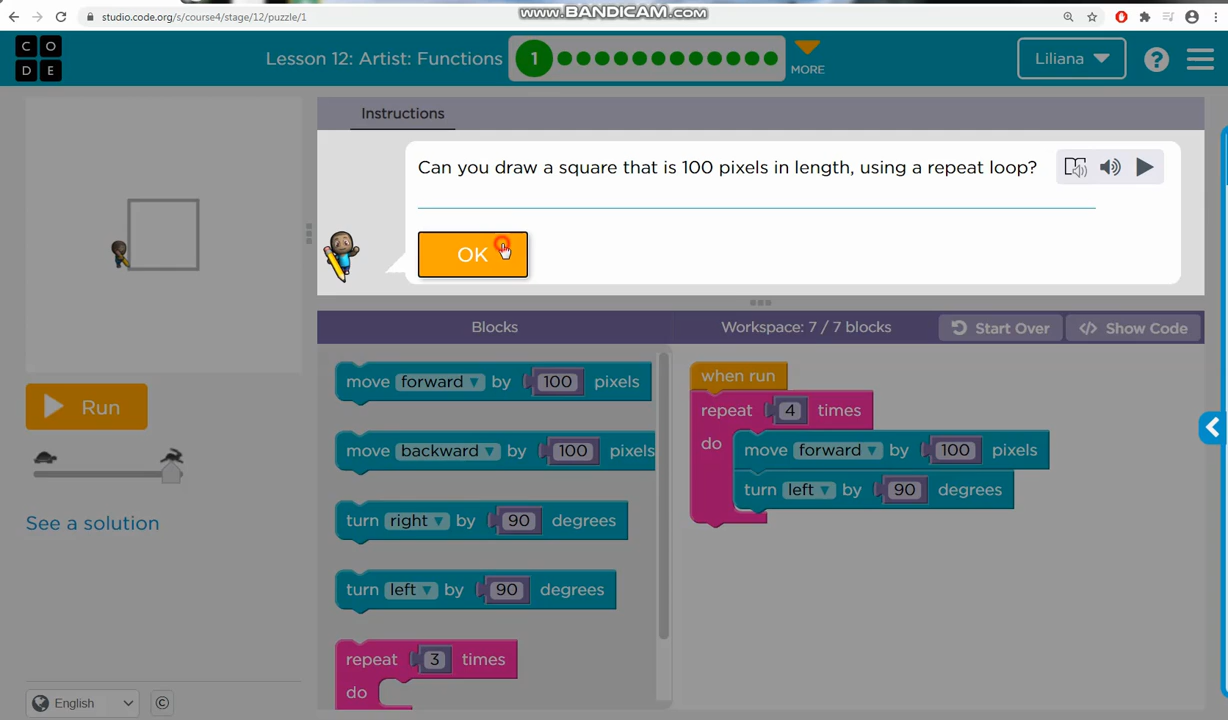 www.BANDICAM.com
studio.code.org/s/course4/stage/12/puzzle/1
C O
D E
Lesson 12: Artist: Functions
1
MORE
Liliana
?
Instructions
Can you draw a square that is 100 pixels in length, using a repeat loop?
OK
Blocks
Workspace: 7 / 7 blocks
Start Over
</> Show Code
Run
See a solution
move forward by 100 pixels
move backward by 100 pixels
turn right by 90 degrees
turn left by 90 degrees
repeat 3 times
do
when run
repeat 4 times
do
move forward by 100 pixels
turn left by 90 degrees
English
©